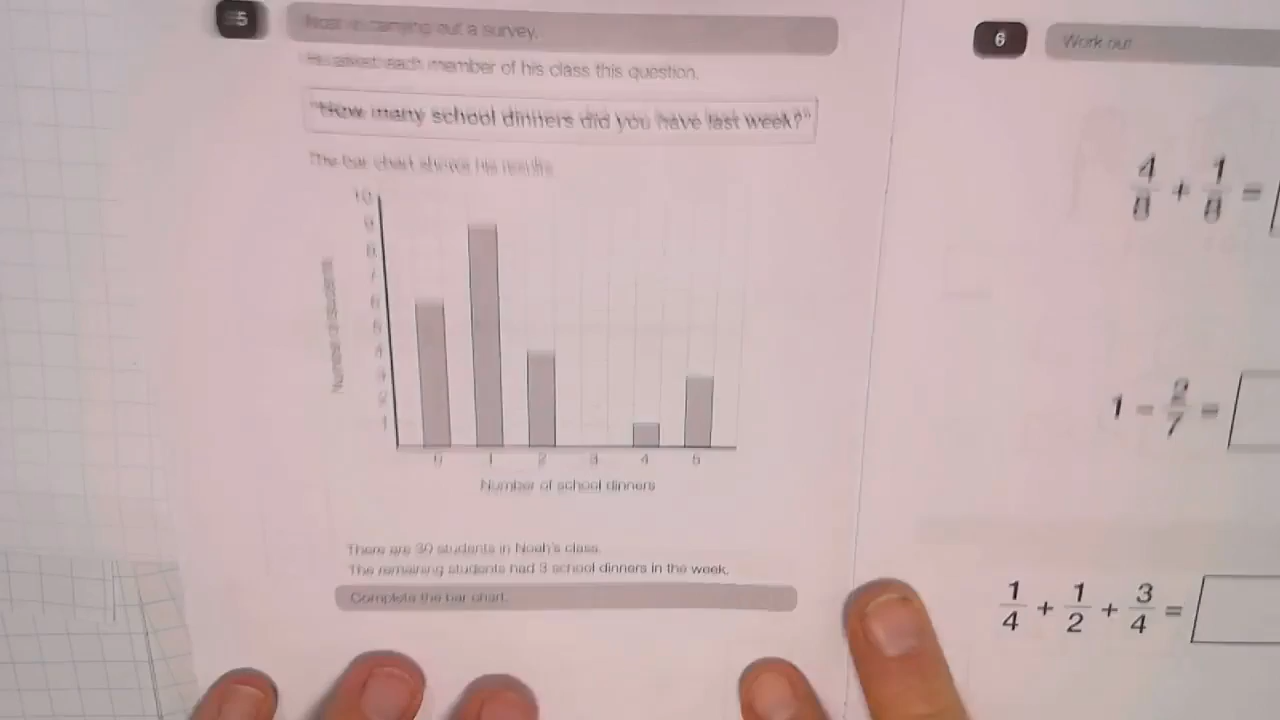 5
Noah is carrying out a survey.
He asked each member of his class this question.
"How many school dinners did you have last week?"
The bar chart shows his results
10
9
8
7
6
5
4
3
2
1
Number of students
0 1 2 3 4 5
Number of school dinners
There are 30 students in Noah's class.
The remaining students had 3 school dinners in the week.
Complete the bar chart.
6
Work out
4/8 + 1/8 =
1 - 2/7 =
1/4 + 1/2 + 3/4 =